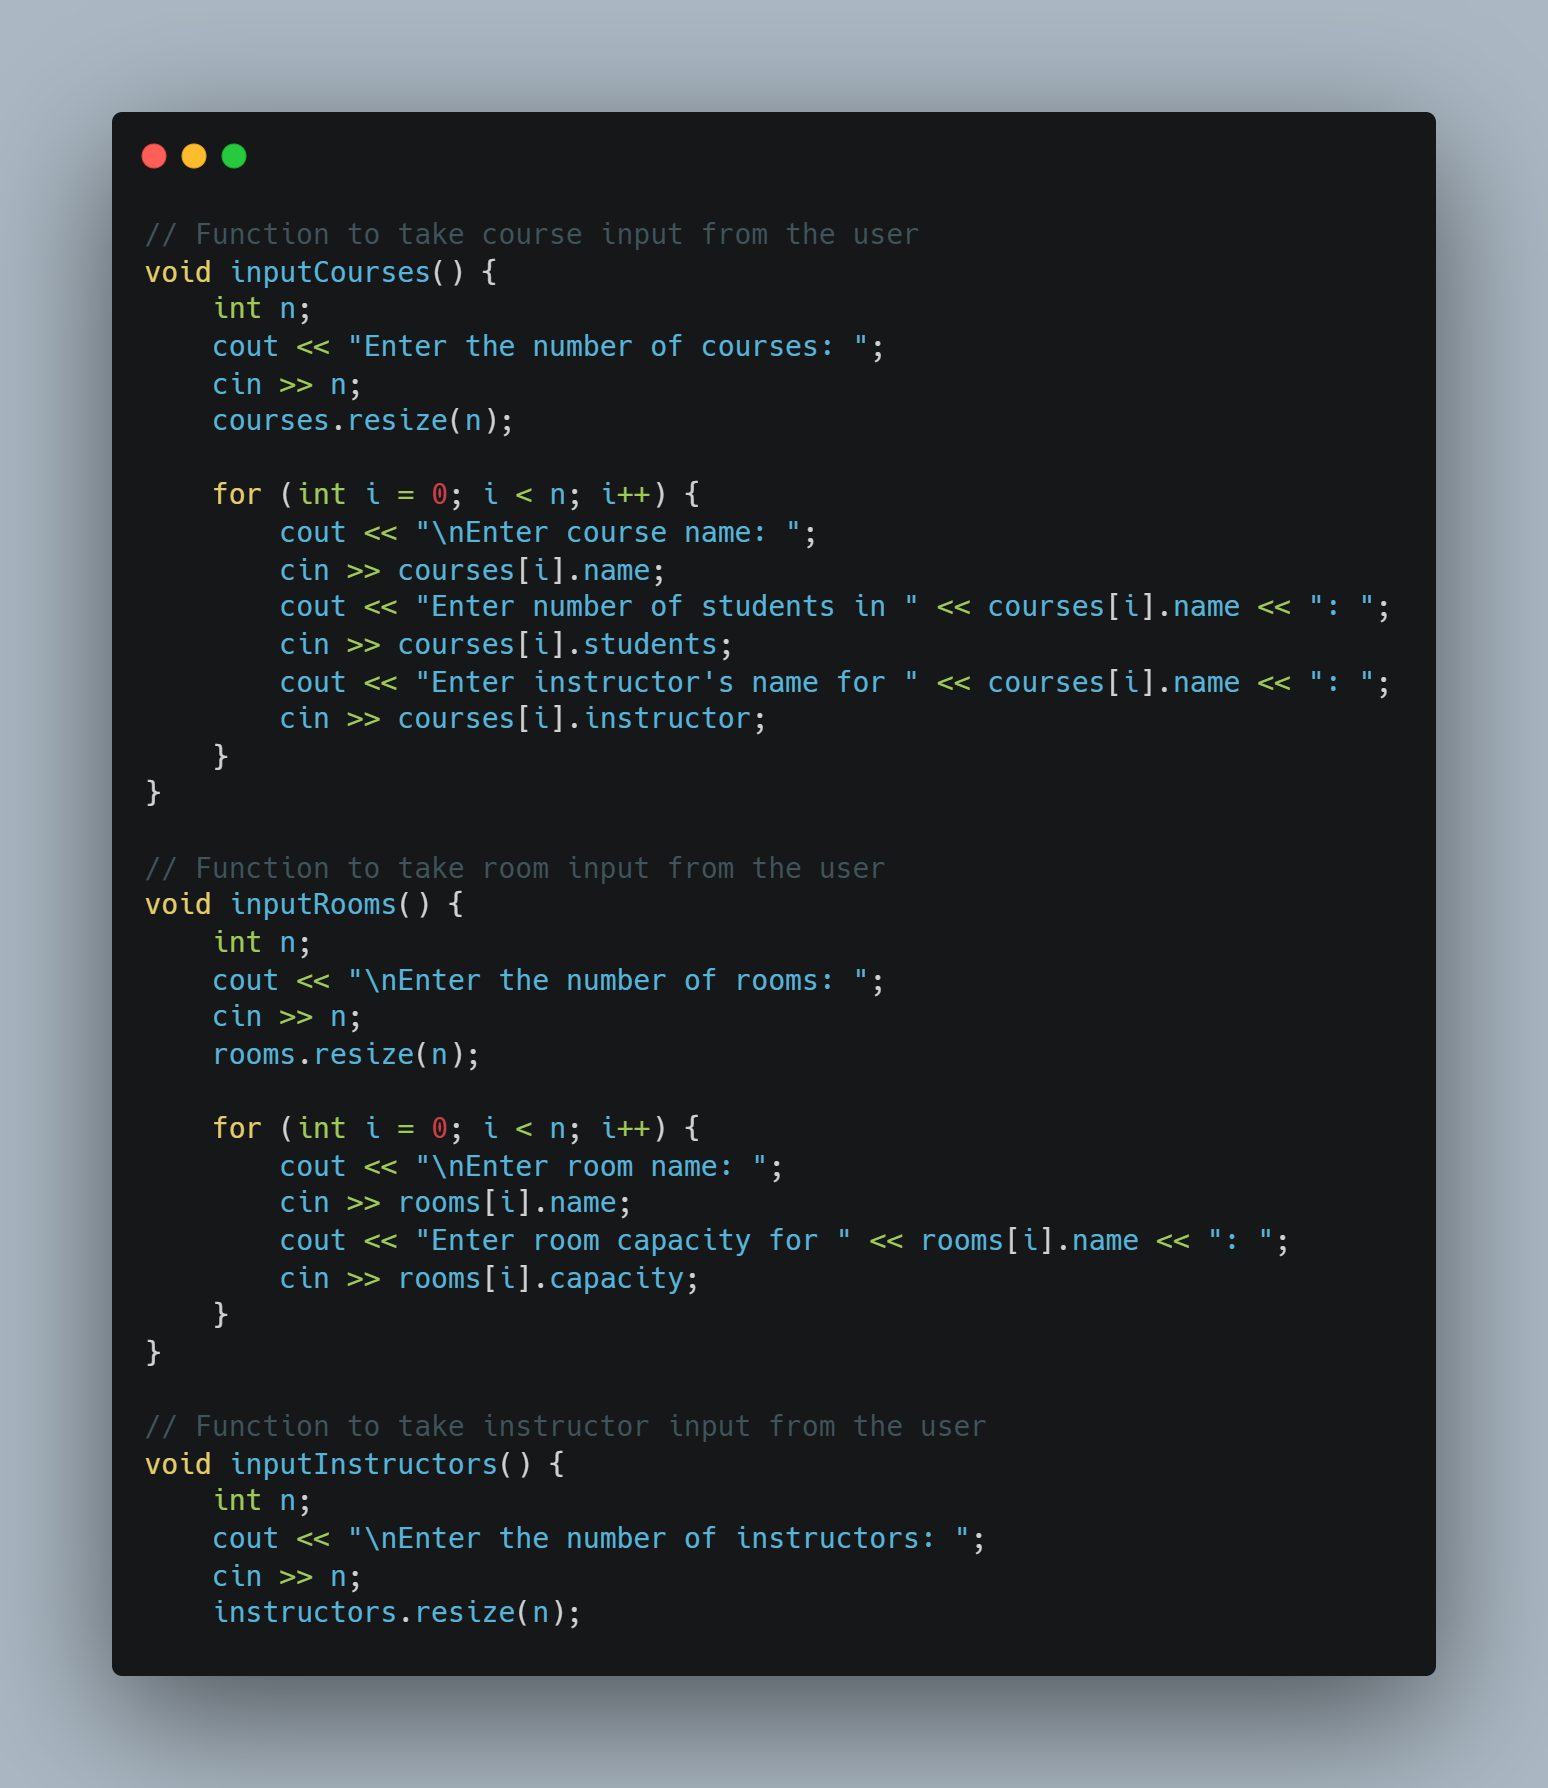 // Function to take course input from the user
void inputCourses() {
    int n;
    cout << "Enter the number of courses: ";
    cin >> n;
    courses.resize(n);

    for (int i = 0; i < n; i++) {
        cout << "\nEnter course name: ";
        cin >> courses[i].name;
        cout << "Enter number of students in " << courses[i].name << ": ";
        cin >> courses[i].students;
        cout << "Enter instructor's name for " << courses[i].name << ": ";
        cin >> courses[i].instructor;
    }
}

// Function to take room input from the user
void inputRooms() {
    int n;
    cout << "\nEnter the number of rooms: ";
    cin >> n;
    rooms.resize(n);

    for (int i = 0; i < n; i++) {
        cout << "\nEnter room name: ";
        cin >> rooms[i].name;
        cout << "Enter room capacity for " << rooms[i].name << ": ";
        cin >> rooms[i].capacity;
    }
}

// Function to take instructor input from the user
void inputInstructors() {
    int n;
    cout << "\nEnter the number of instructors: ";
    cin >> n;
    instructors.resize(n);